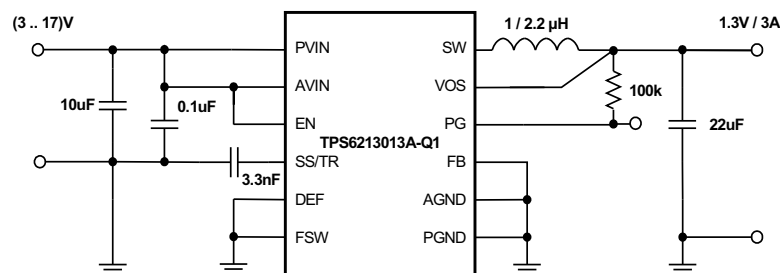 (3 .. 17)V
1 / 2.2 µH
1.3V / 3A
PVIN
SW
AVIN
VOS
10uF
0.1uF
100k
EN
PG
22uF
TPS6213013A-Q1
SS/TR
FB
3.3nF
DEF
AGND
FSW
PGND